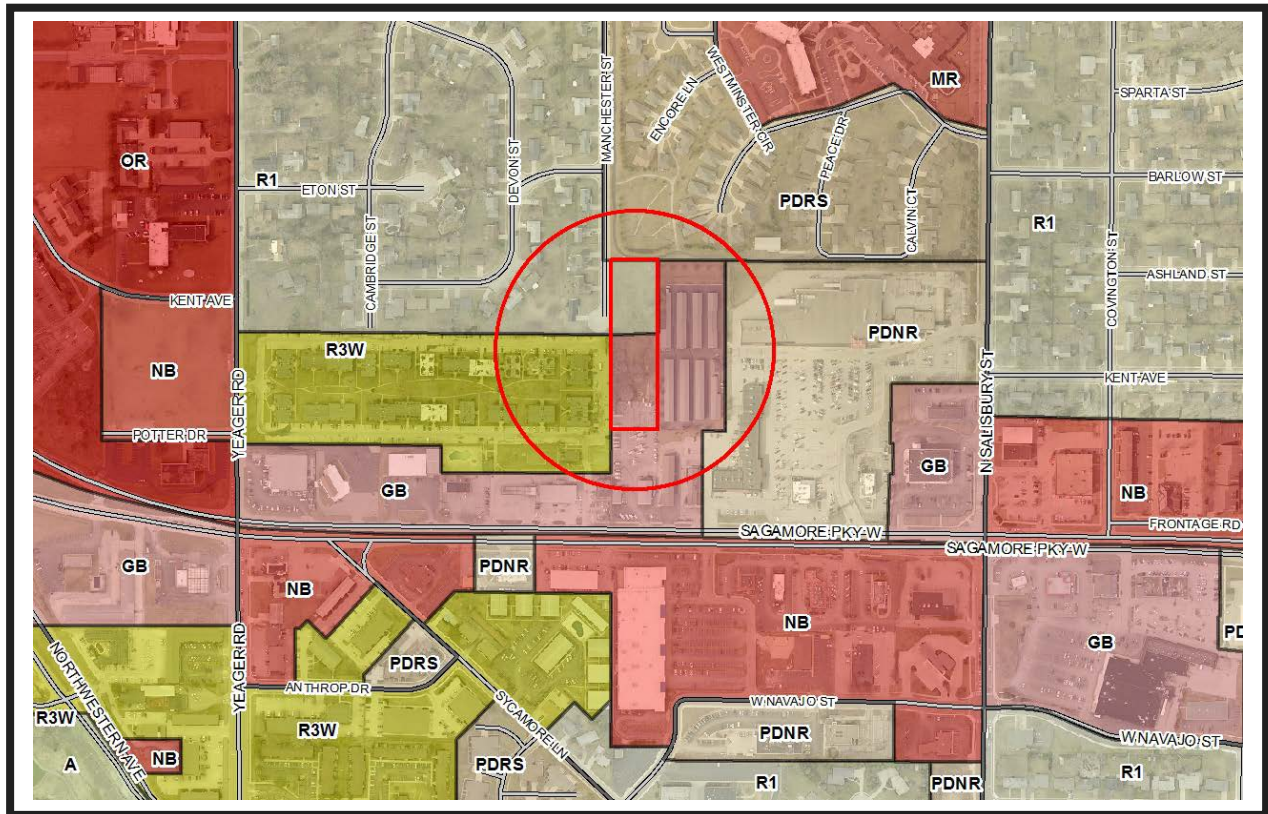 MR
SPARTA ST
MANCHESTER ST
ENCORE LN
WESTMINSTER CIR
OR
DEVON ST
PEACE DR
BARLOW ST
R1
ETON ST
PDRS
CALVIN CT
R1
CAMBRIDGE ST
COVINGTON ST
ASHLAND ST
KENT AVE
PDNR
R3W
NB
N SALISBURY ST
KENT AVE
YEAGER RD
POTTER DR
GB
GB
NB
SAGAMORE PKY W
FRONTAGE RD
SAGAMORE PKY W
GB
PDNR
NB
NB
GB
PD
YEAGER RD
NORTHWESTERN AVE
PDRS
ANTHROP DR
SYCAMORE LN
W NAVAJO ST
R3W
R3W
PDNR
W NAVAJO ST
NB
A
PDRS
R1
PDNR
R1